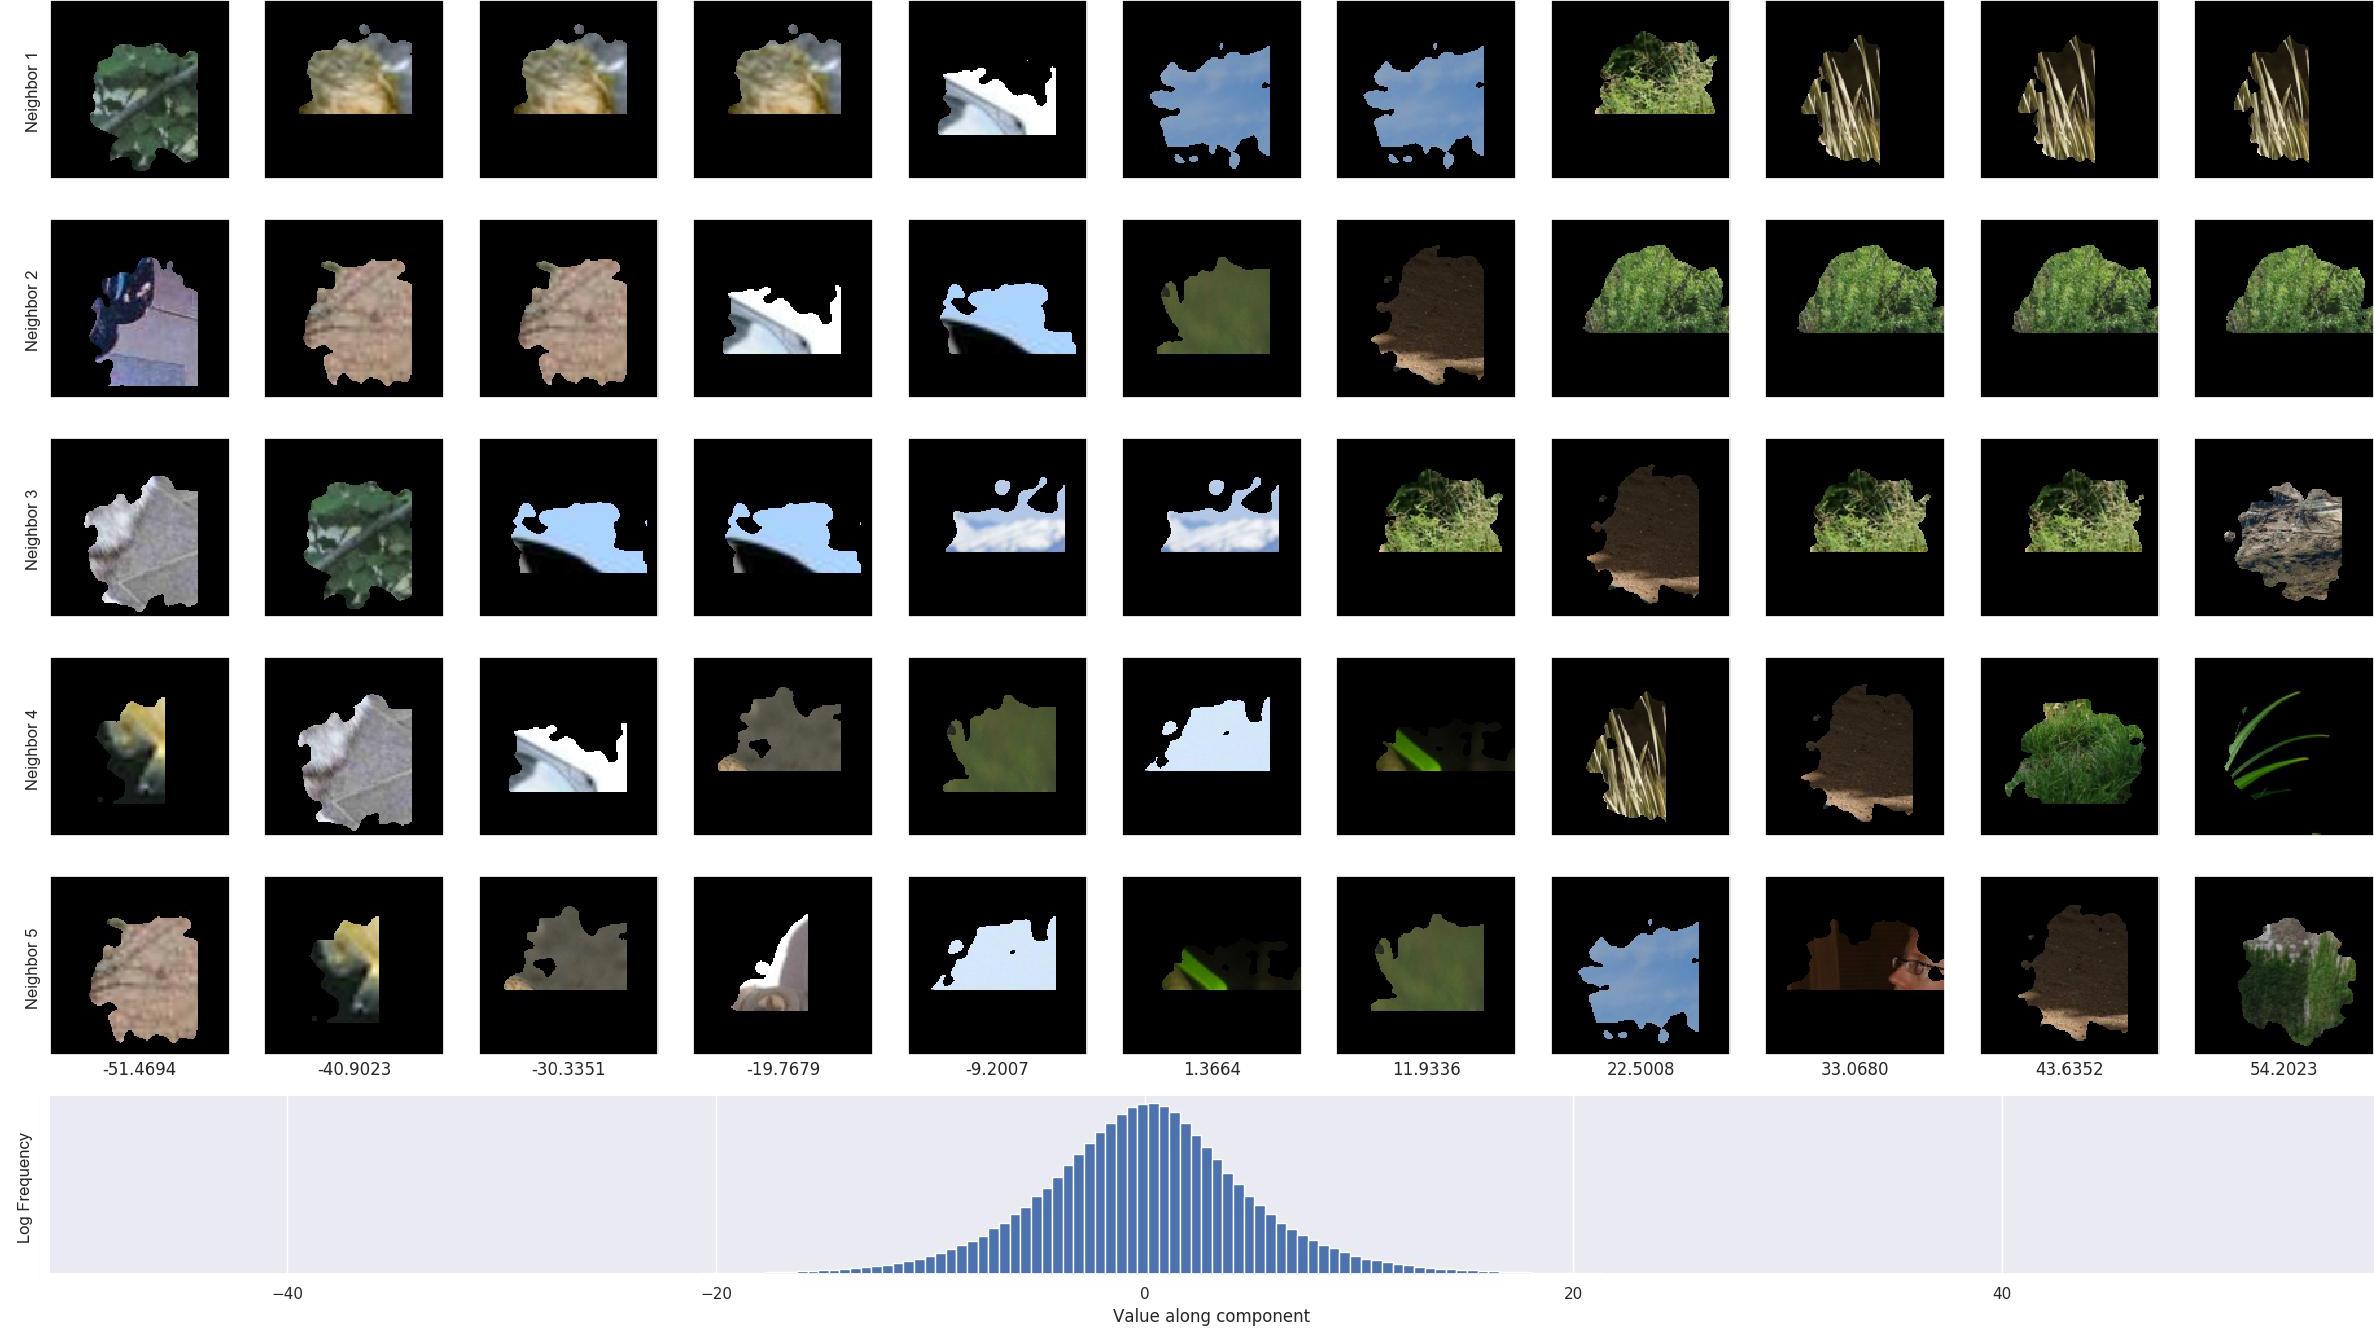 Neighbor 1
Neighbor 2
Neighbor 3
Neighbor 4
Neighbor 5
-51.4694 -40.9023 -30.3351 -19.7679 -9.2007 1.3664 11.9336 22.5008 33.0680 43.6352 54.2023
Log Frequency
−40 −20 0 20 40
Value along component